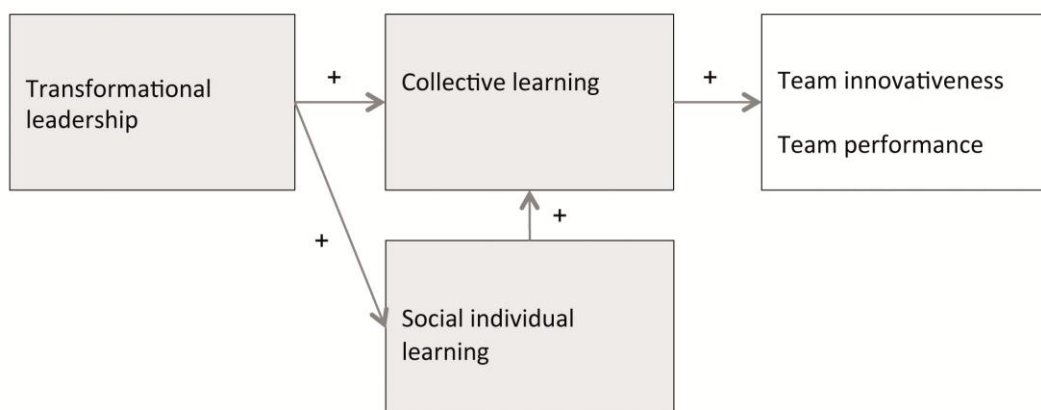 Transformational
leadership
+
Collective learning
+
Team innovativeness
Team performance
+
+
Social individual
learning